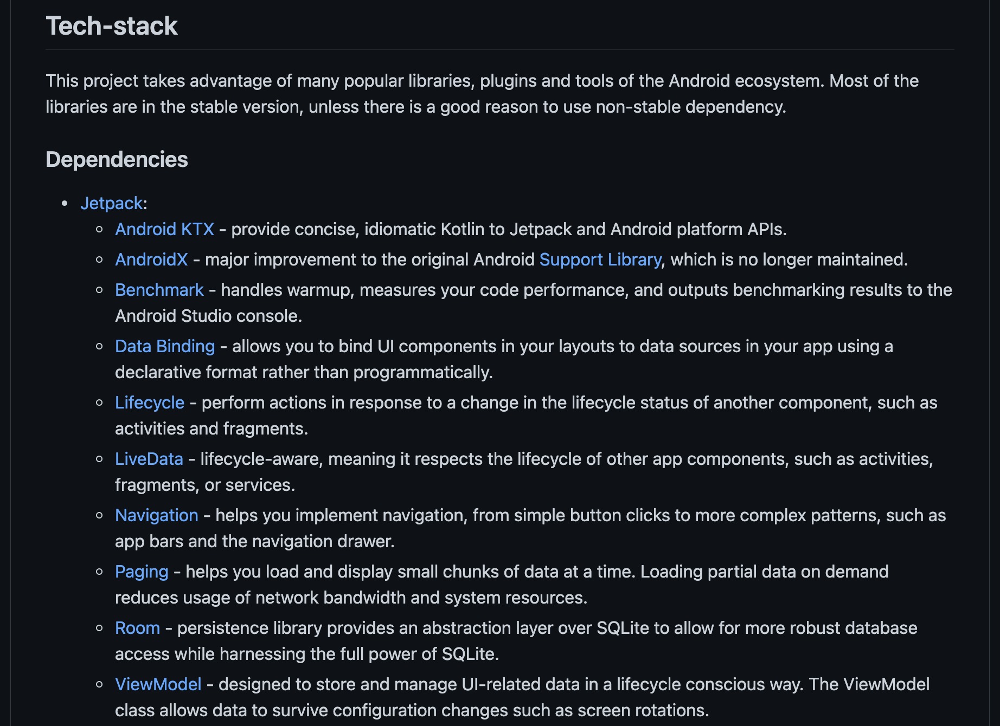 Tech-stack
This project takes advantage of many popular libraries, plugins and tools of the Android ecosystem. Most of the
libraries are in the stable version, unless there is a good reason to use non-stable dependency.
Dependencies
• Jetpack:
◦ Android KTX - provide concise, idiomatic Kotlin to Jetpack and Android platform APIs.
◦ AndroidX - major improvement to the original Android Support Library, which is no longer maintained.
◦ Benchmark - handles warmup, measures your code performance, and outputs benchmarking results to the
Android Studio console.
◦ Data Binding - allows you to bind UI components in your layouts to data sources in your app using a
declarative format rather than programmatically.
◦ Lifecycle - perform actions in response to a change in the lifecycle status of another component, such as
activities and fragments.
◦ LiveData - lifecycle-aware, meaning it respects the lifecycle of other app components, such as activities,
fragments, or services.
◦ Navigation - helps you implement navigation, from simple button clicks to more complex patterns, such as
app bars and the navigation drawer.
◦ Paging - helps you load and display small chunks of data at a time. Loading partial data on demand
reduces usage of network bandwidth and system resources.
◦ Room - persistence library provides an abstraction layer over SQLite to allow for more robust database
access while harnessing the full power of SQLite.
◦ ViewModel - designed to store and manage UI-related data in a lifecycle conscious way. The ViewModel
class allows data to survive configuration changes such as screen rotations.